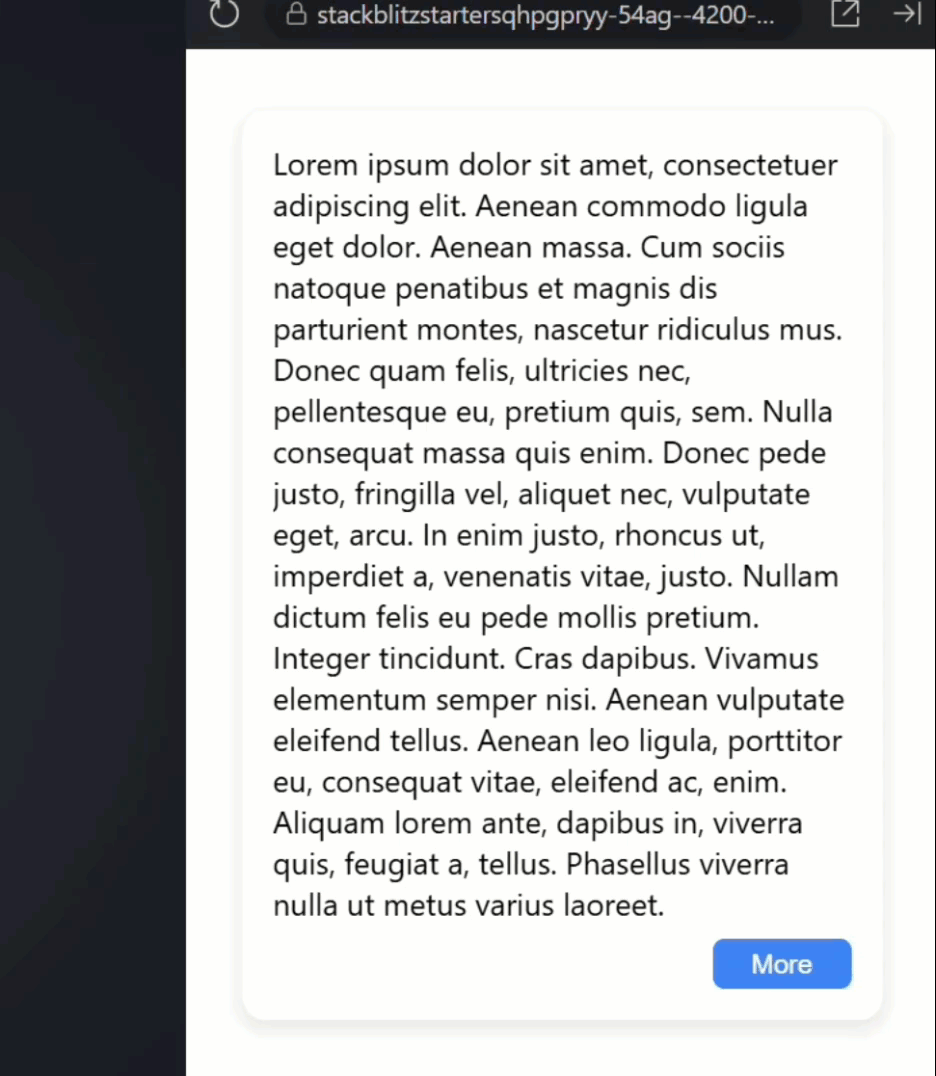 stackblitzstartersqhpgpryy-54ag--4200-...
Lorem ipsum dolor sit amet, consectetuer
adipiscing elit. Aenean commodo ligula
eget dolor. Aenean massa. Cum sociis
natoque penatibus et magnis dis
parturient montes, nascetur ridiculus mus.
Donec quam felis, ultricies nec,
pellentesque eu, pretium quis, sem. Nulla
consequat massa quis enim. Donec pede
justo, fringilla vel, aliquet nec, vulputate
eget, arcu. In enim justo, rhoncus ut,
imperdiet a, venenatis vitae, justo. Nullam
dictum felis eu pede mollis pretium.
Integer tincidunt. Cras dapibus. Vivamus
elementum semper nisi. Aenean vulputate
eleifend tellus. Aenean leo ligula, porttitor
eu, consequat vitae, eleifend ac, enim.
Aliquam lorem ante, dapibus in, viverra
quis, feugiat a, tellus. Phasellus viverra
nulla ut metus varius laoreet.
More